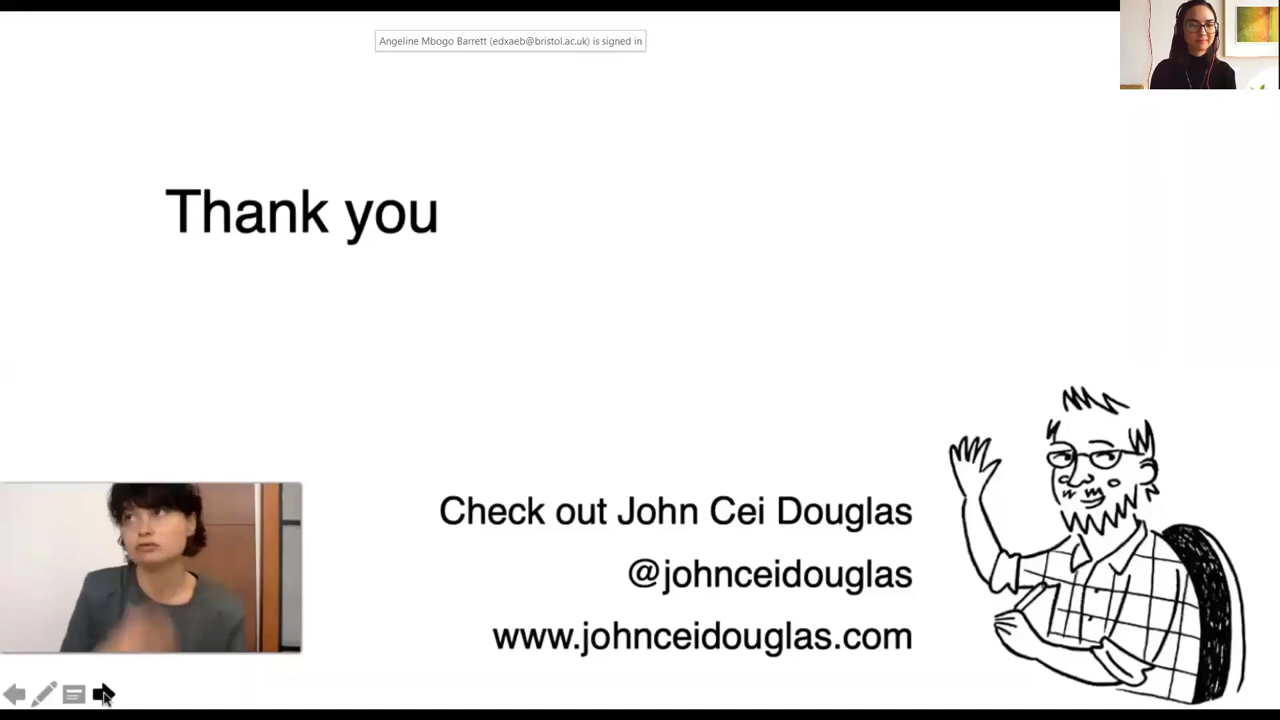 Angeline Mbogo Barrett (edxaeb@bristol.ac.uk) is signed in
Thank you
Check out John Cei Douglas
@johnceidouglas
www.johnceidouglas.com